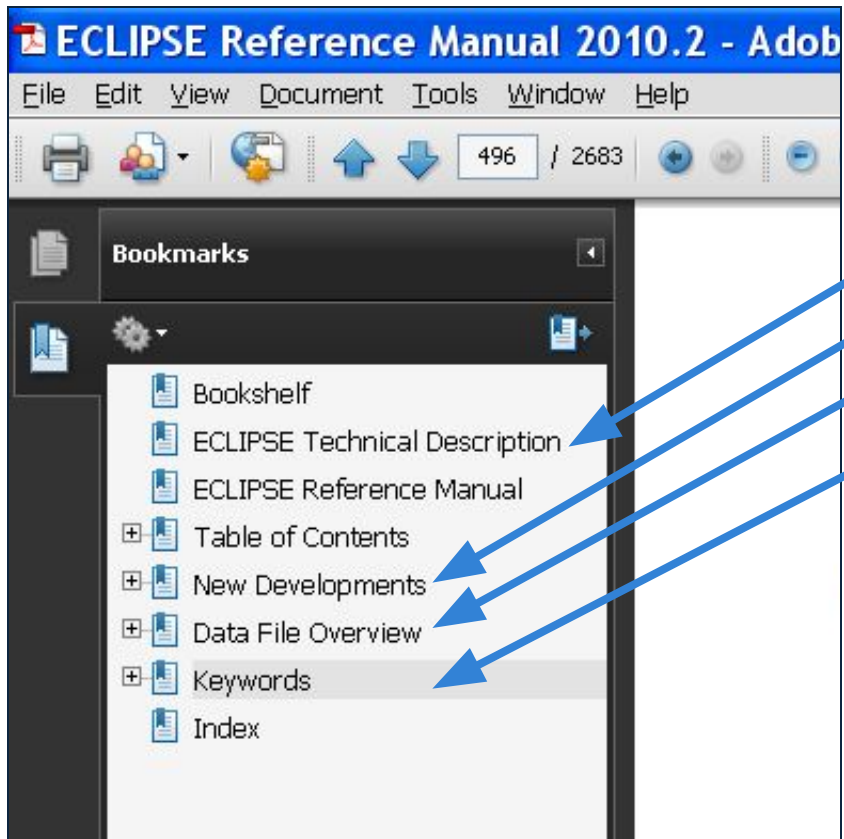 ECLIPSE Reference Manual 2010.2 - Adob
File Edit View Document Tools Window Help
496 / 2683
Bookmarks
Bookshelf
ECLIPSE Technical Description
ECLIPSE Reference Manual
Table of Contents
New Developments
Data File Overview
Keywords
Index